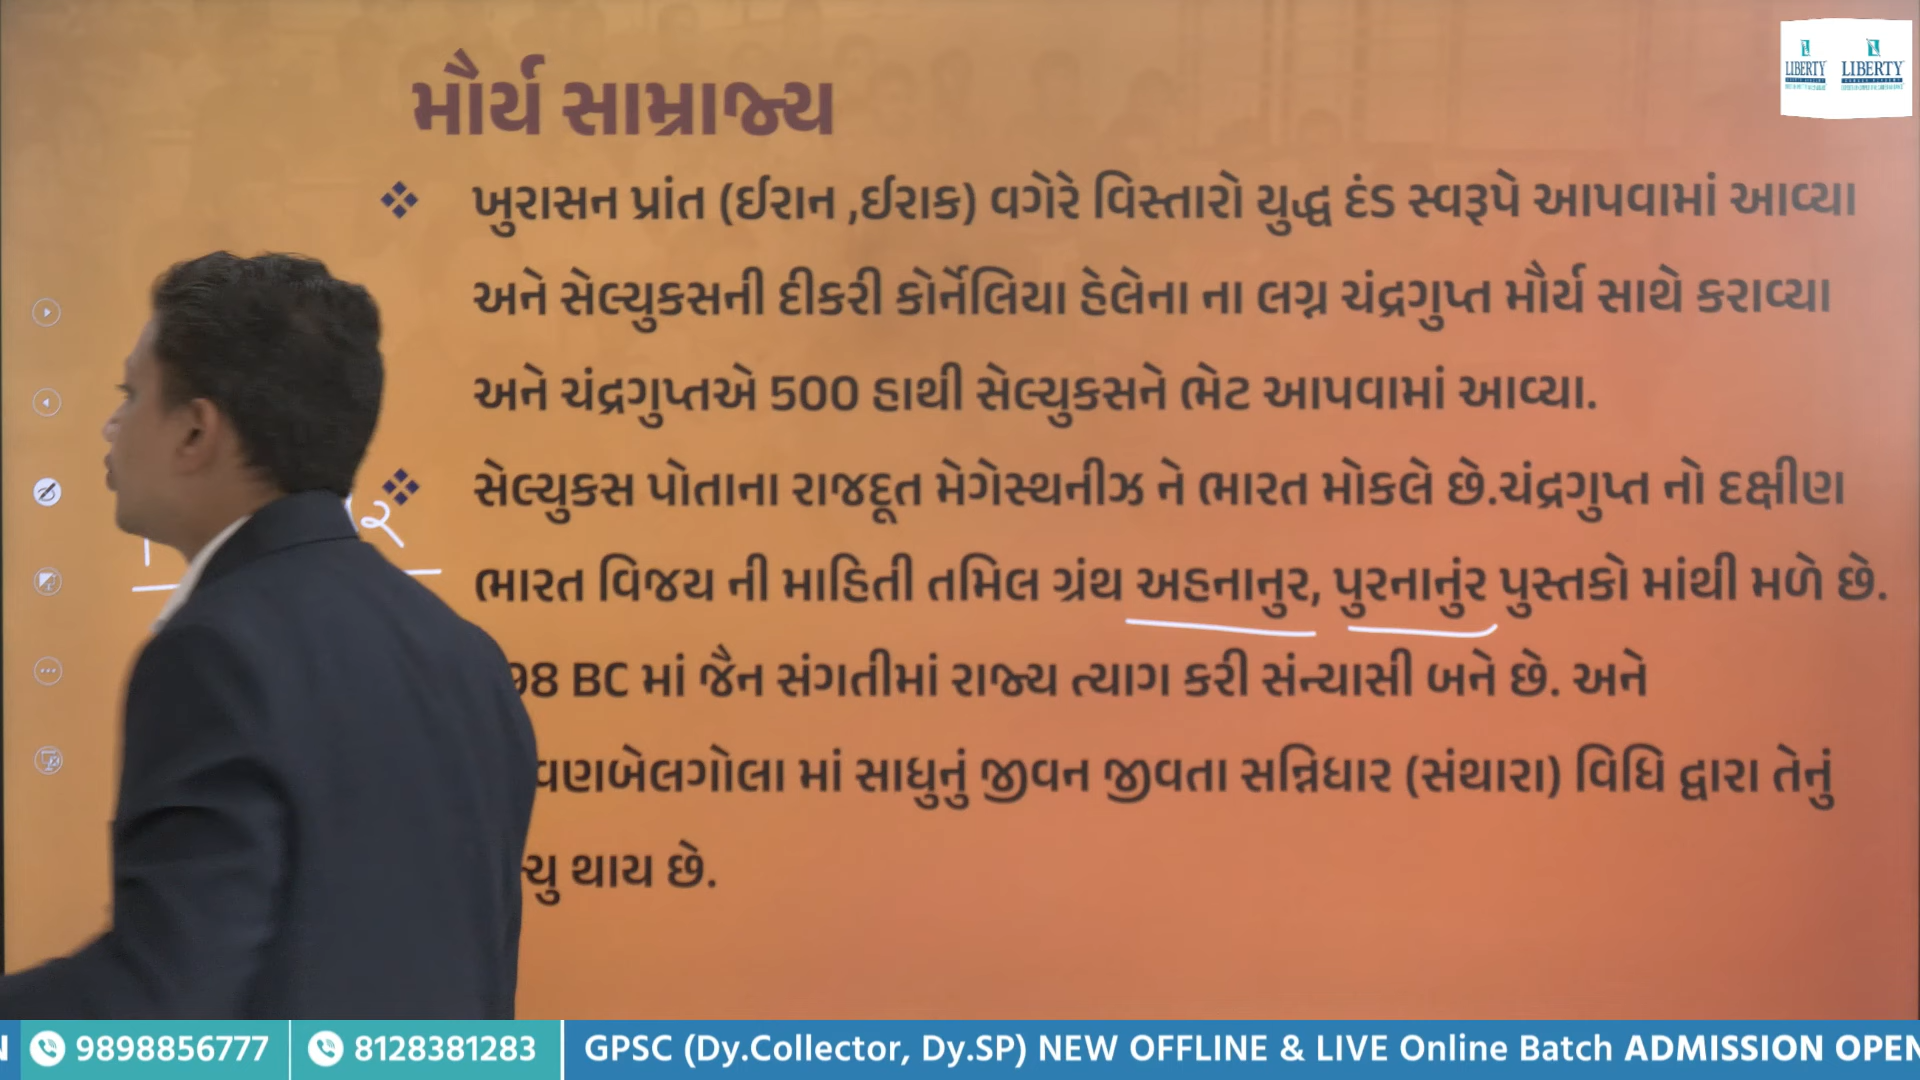 LIBERTY LIBERTY
મૌર્ય સામ્રાજ્ય
❖ ખુરાસન પ્રાંત (ઈરાન ,ઈરાક) વગેરે વિસ્તારો યુદ્ધ દંડ સ્વરૂપે આપવામાં આવ્યા
અને સેલ્યુકસની દીકરી કોર્નેલિયા હેલેના ના લગ્ન ચંદ્રગુપ્ત મૌર્ય સાથે કરાવ્યા
અને ચંદ્રગુપ્તએ 500 હાથી સેલ્યુકસને ભેટ આપવામાં આવ્યા.
❖ સેલ્યુકસ પોતાના રાજદૂત મેગેસ્થનીઝ ને ભારત મોકલે છે.ચંદ્રગુપ્ત નો દક્ષીણ
ભારત વિજય ની માહિતી તમિલ ગ્રંથ અહનાનુર, પુરનાનુંર પુસ્તકો માંથી મળે છે.
98 BC માં જૈન સંગતીમાં રાજ્ય ત્યાગ કરી સંન્યાસી બને છે. અને
વણબેલગોલા માં સાધુનું જીવન જીવતા સન્નિધાર (સંથારા) વિધિ દ્વારા તેનું
થાય છે.
9898856777 8128381283 GPSC (Dy.Collector, Dy.SP) NEW OFFLINE & LIVE Online Batch ADMISSION OPEN